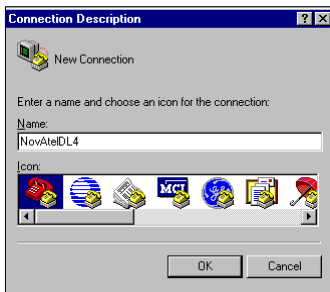 Connection Description
New Connection
Enter a name and choose an icon for the connection:
Name:
NovAtelDL4
Icon:
MCI
OK
Cancel